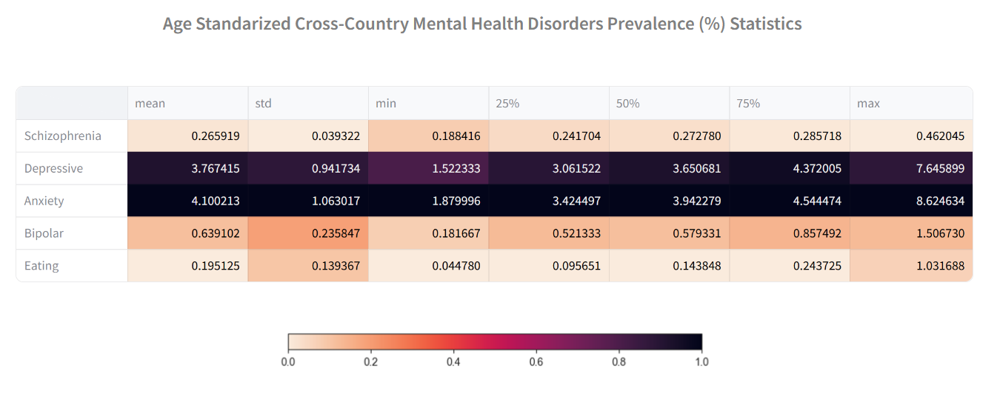 Age Standarized Cross-Country Mental Health Disorders Prevalence (%) Statistics
mean std min 25% 50% 75% max
Schizophrenia 0.265919 0.039322 0.188416 0.241704 0.272780 0.285718 0.462045
Depressive 3.767415 0.941734 1.522333 3.061522 3.650681 4.372005 7.645899
Anxiety 4.100213 1.063017 1.879996 3.424497 3.942279 4.544474 8.624634
Bipolar 0.639102 0.235847 0.181667 0.521333 0.579331 0.857492 1.506730
Eating 0.195125 0.139367 0.044780 0.095651 0.143848 0.243725 1.031688
0.0 0.2 0.4 0.6 0.8 1.0